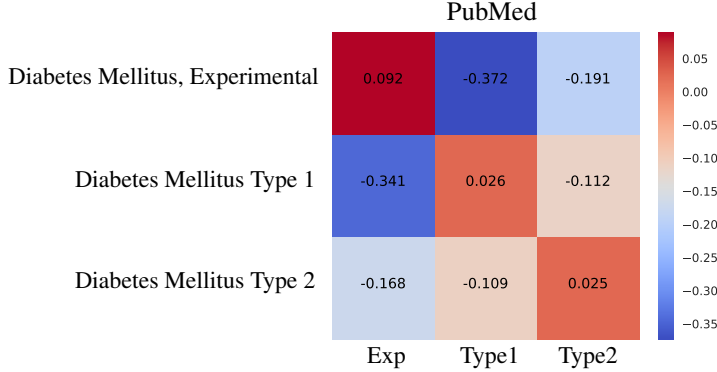 PubMed
Diabetes Mellitus, Experimental
0.092 -0.372 -0.191
Diabetes Mellitus Type 1
-0.341 0.026 -0.112
Diabetes Mellitus Type 2
-0.168 -0.109 0.025
Exp Type1 Type2
0.05
0.00
−0.05
−0.10
−0.15
−0.20
−0.25
−0.30
−0.35